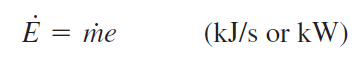 Ė = ṁe (kJ/s or kW)